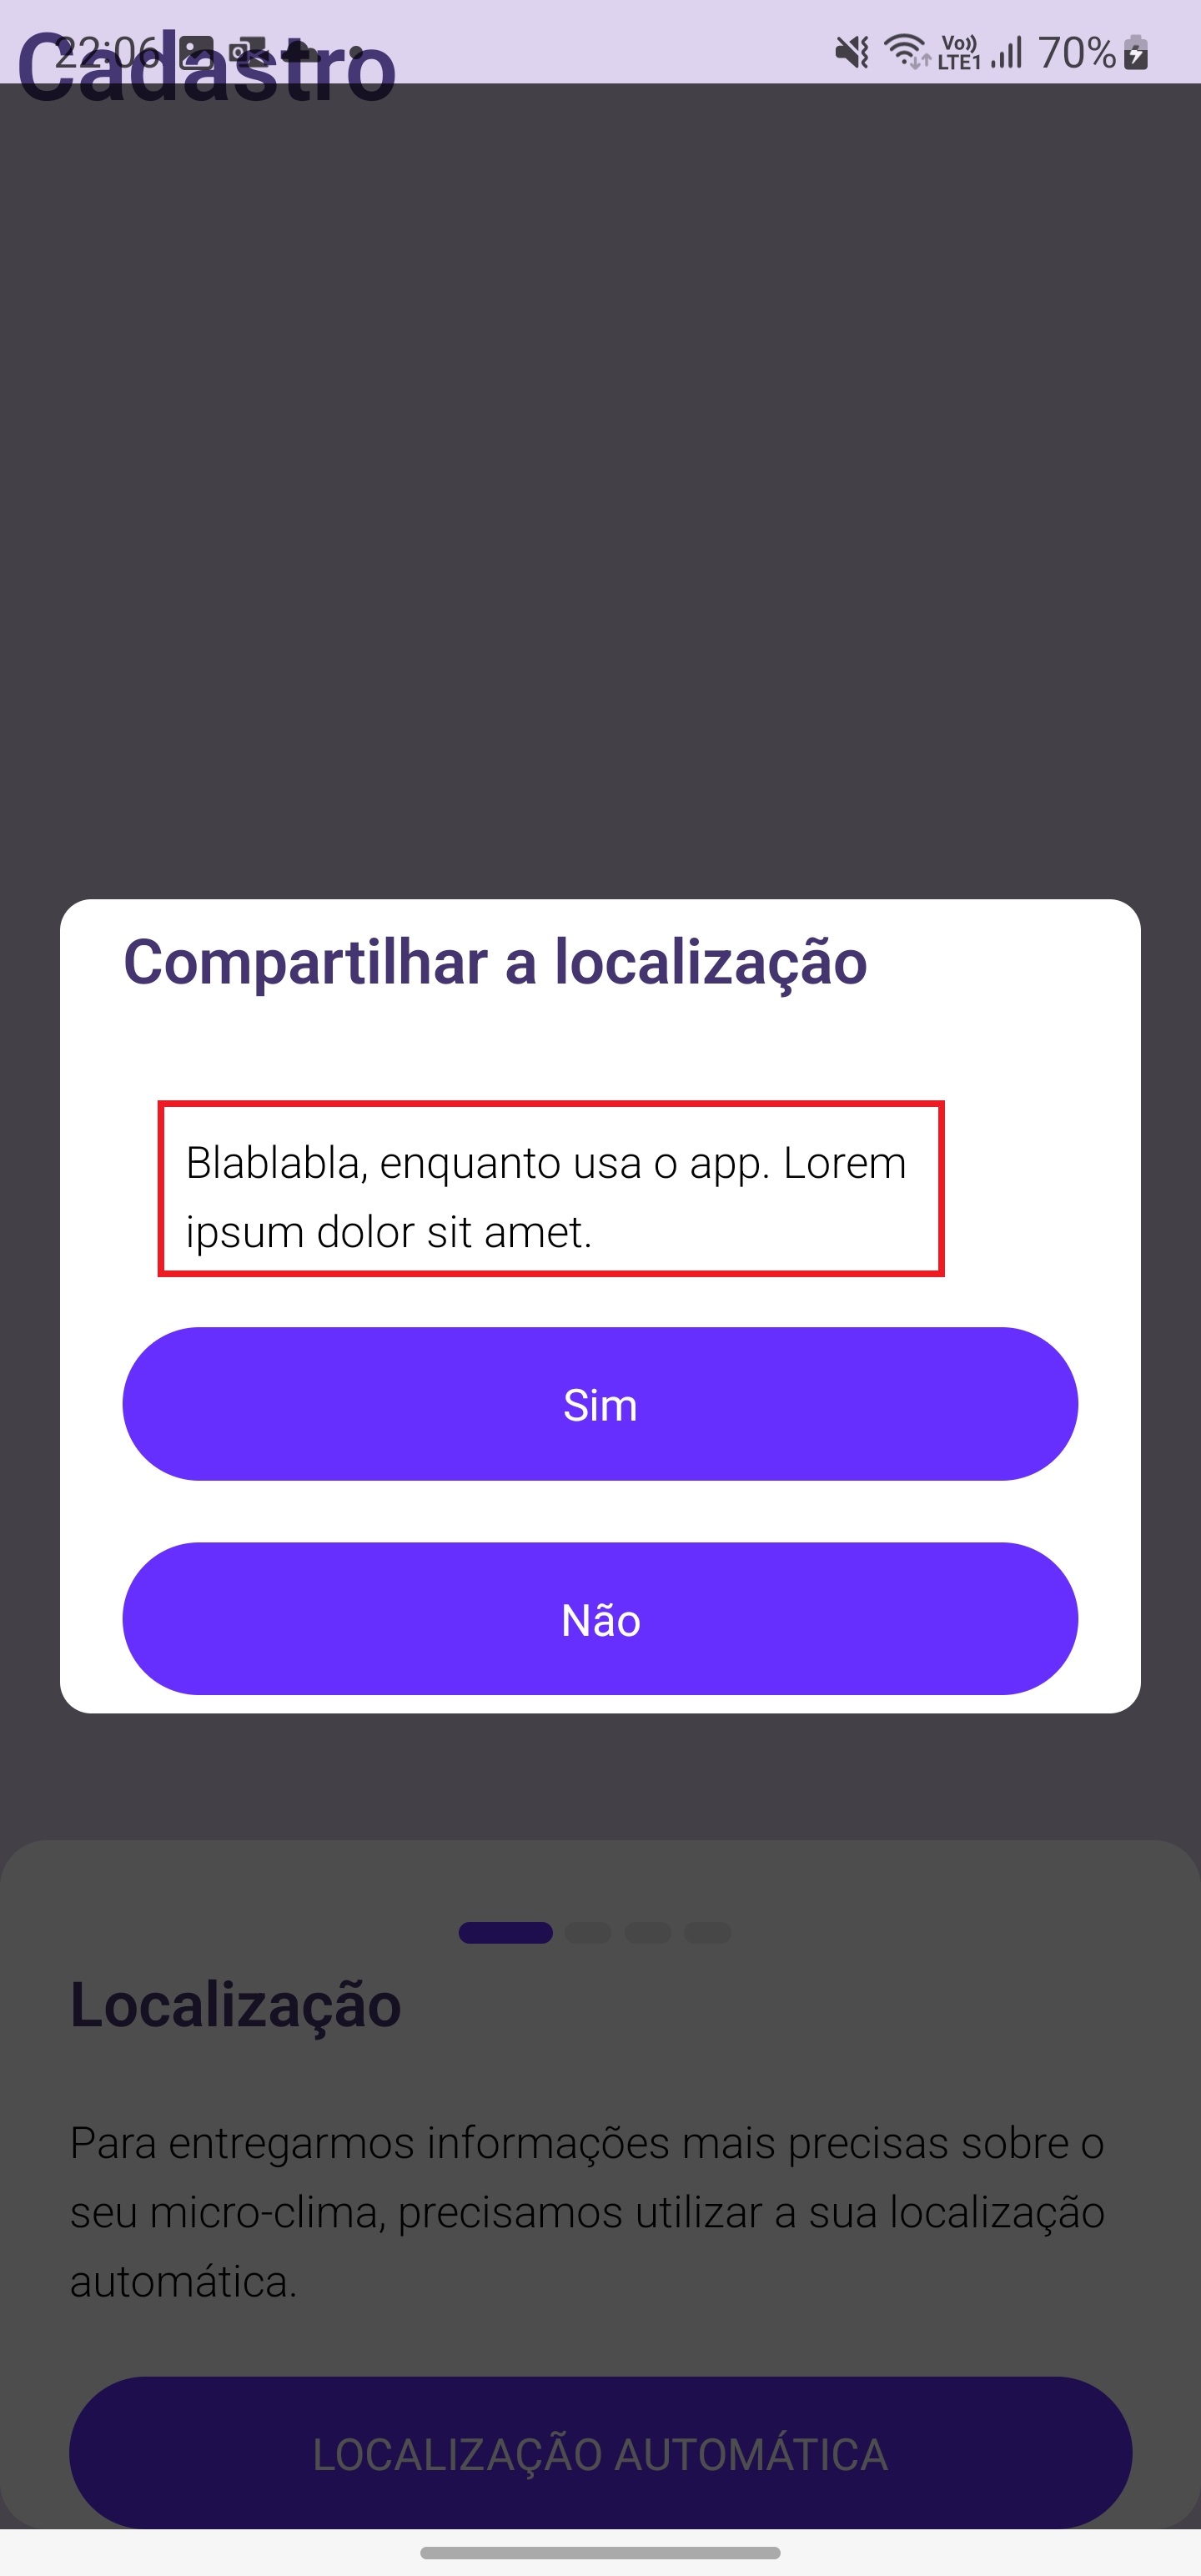 22:06
Vo))
LTE1
70%
Cadastro
Compartilhar a localização
Blablabla, enquanto usa o app. Lorem
ipsum dolor sit amet.
Sim
Não
Localização
Para entregarmos informações mais precisas sobre o
seu micro-clima, precisamos utilizar a sua localização
automática.
LOCALIZAÇÃO AUTOMÁTICA